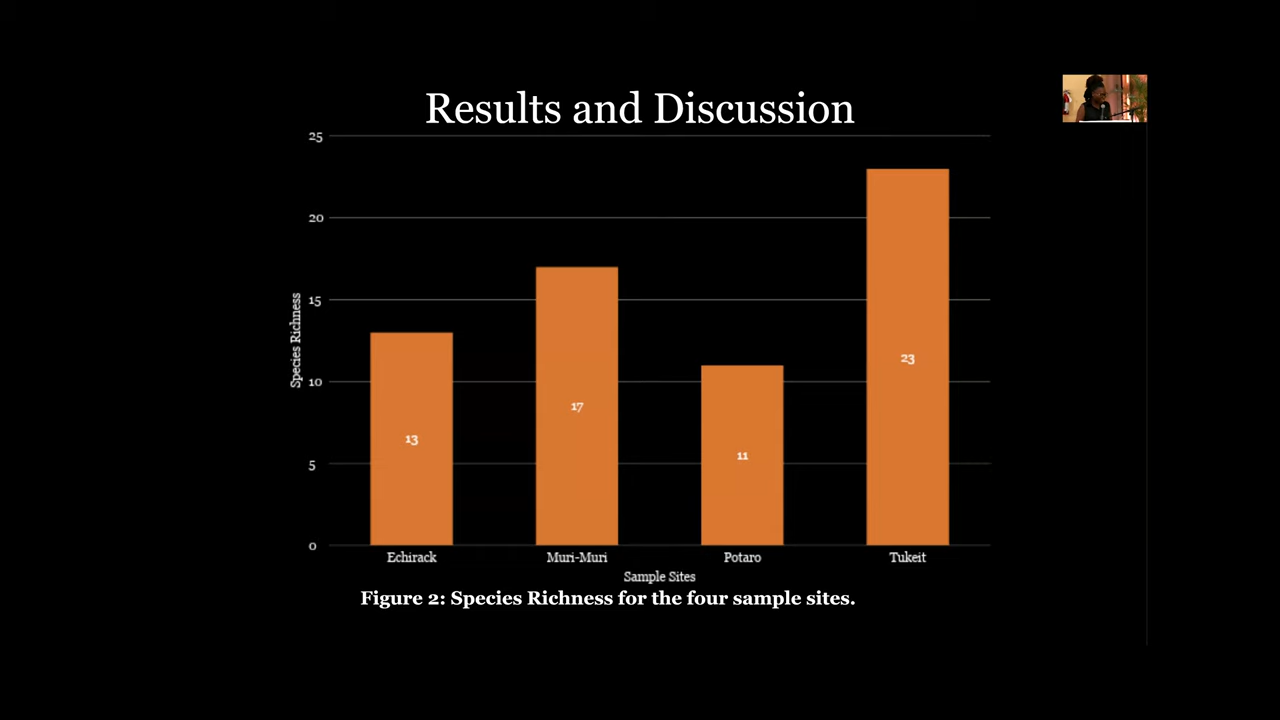 Results and Discussion
25
20
15
10
5
0
Species Richness
13
17
11
23
Echirack
Muri-Muri
Potaro
Tukeit
Sample Sites
Figure 2: Species Richness for the four sample sites.